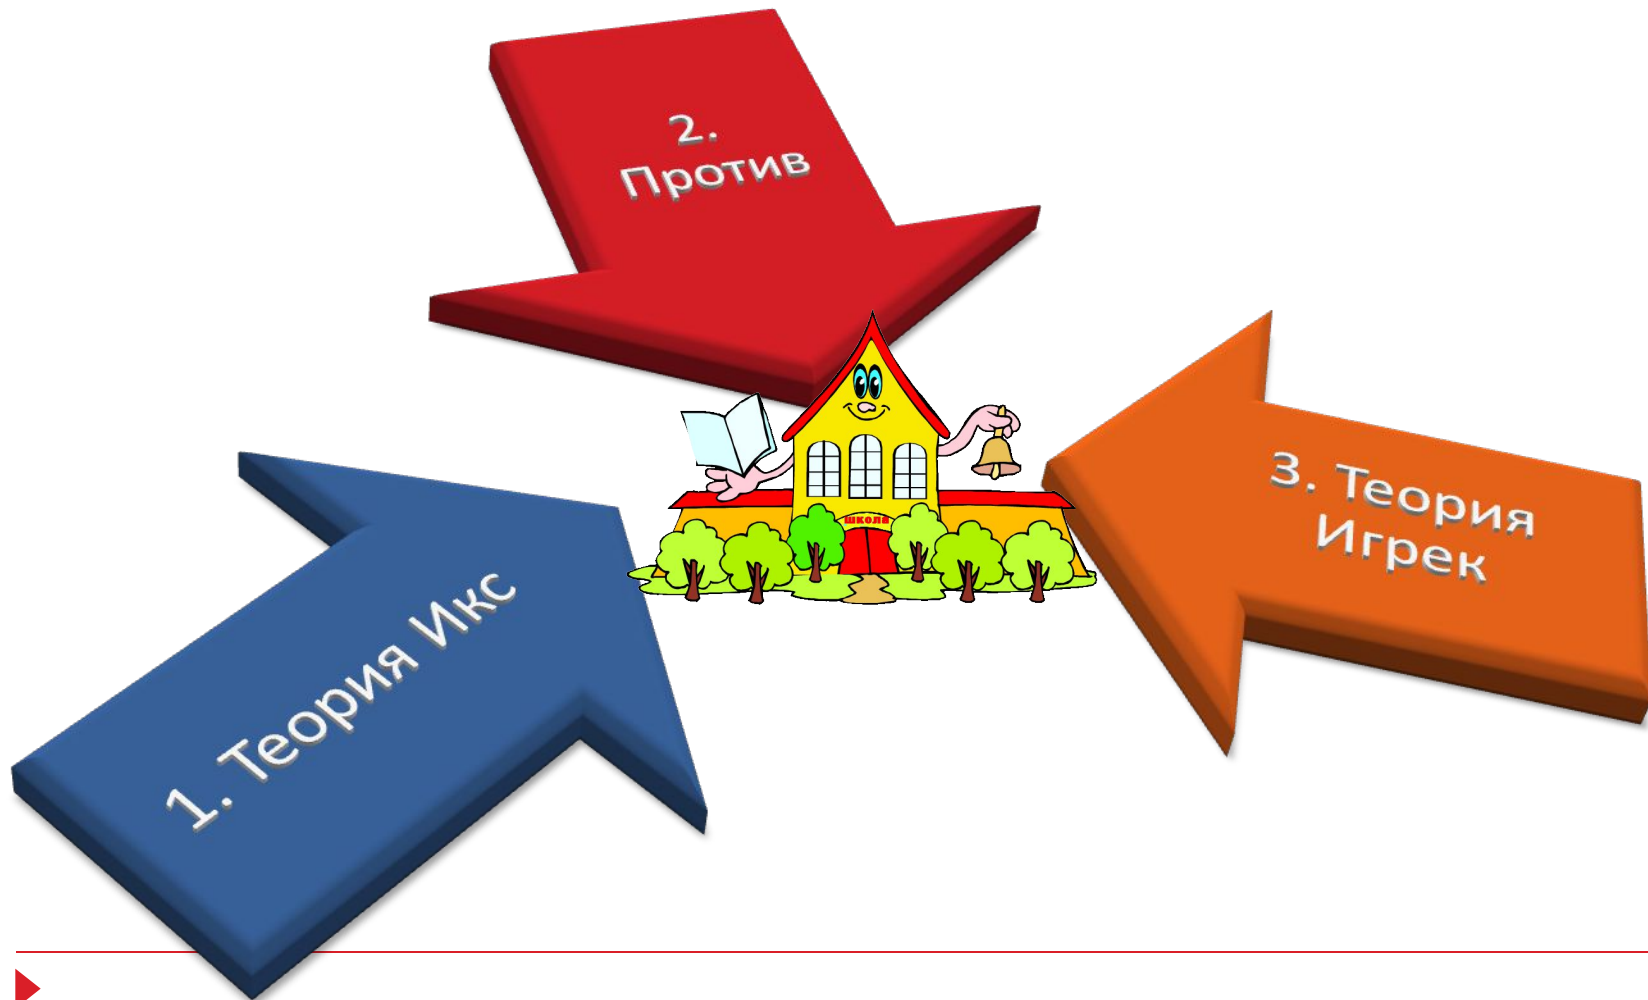 1. Теория Икс
2.
Против
3. Теория
Игрек
школа